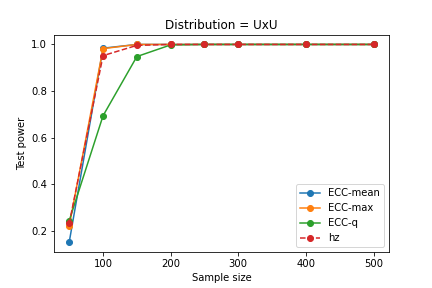 Distribution = UxU
1.0
0.8
0.6
0.4
0.2
Test power
ECC-mean
ECC-max
ECC-q
hz
100
200
300
400
500
Sample size